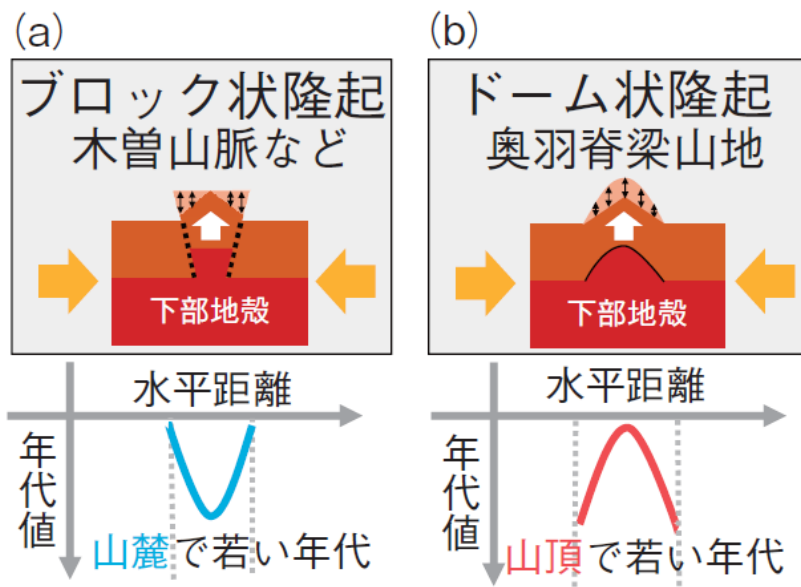 (a)
ブロック状隆起
木曽山脈など
下部地殻
水平距離
年代値
山麓で若い年代
(b)
ドーム状隆起
奥羽脊梁山地
下部地殻
水平距離
年代値
山頂で若い年代